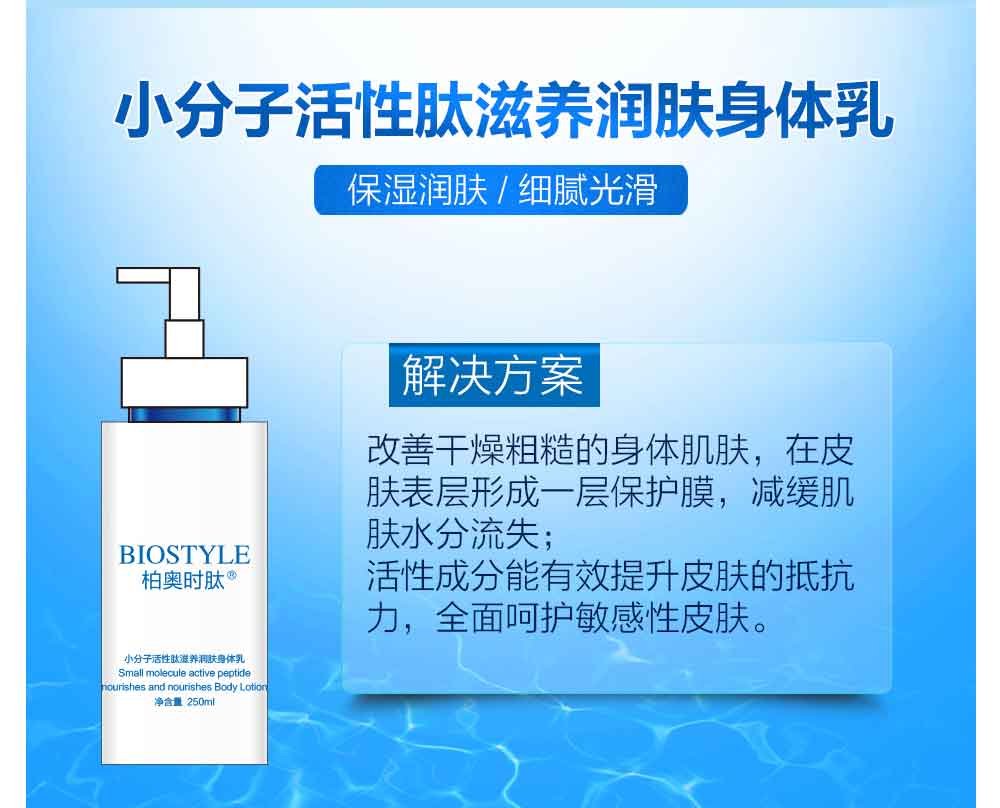 小分子活性肽滋养润肤身体乳
保湿润肤 / 细腻光滑
解决方案
改善干燥粗糙的身体肌肤，在皮
肤表层形成一层保护膜，减缓肌
肤水分流失；
活性成分能有效提升皮肤的抵抗
力，全面呵护敏感性皮肤。
BIOSTYLE
柏奥时肽®
小分子活性肽滋养润肤身体乳
Small molecule active peptide
nourishes and nourishes Body Lotion
净含量 250ml